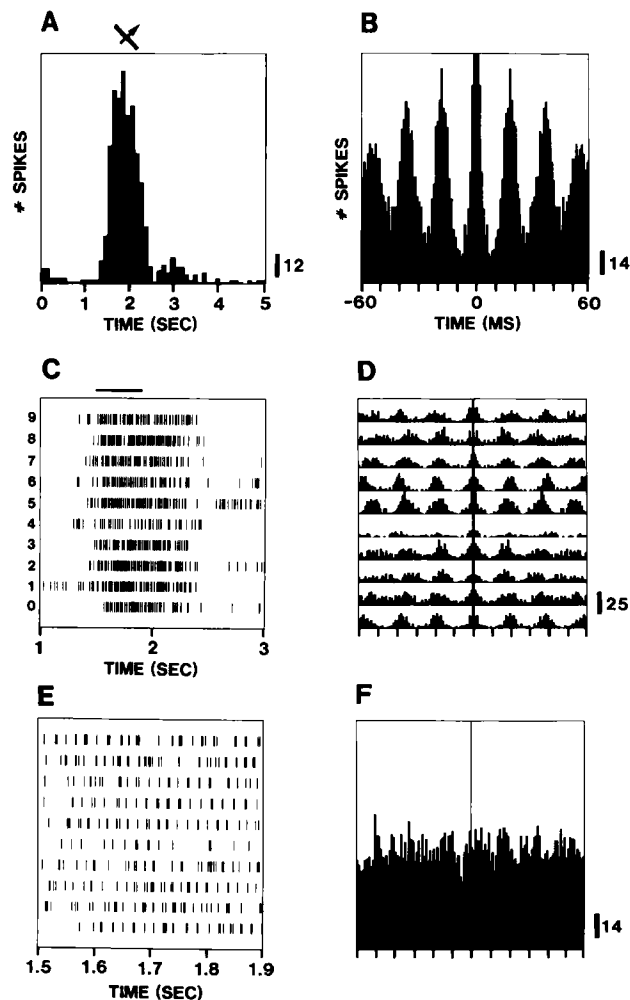 A
# SPIKES
12
0 1 2 3 4 5
TIME (SEC)
B
# SPIKES
14
-60 0 60
TIME (MS)
C
9
8
7
6
5
4
3
2
1
0
1 2 3
TIME (SEC)
D
25
E
1.5 1.6 1.7 1.8 1.9
TIME (SEC)
F
14